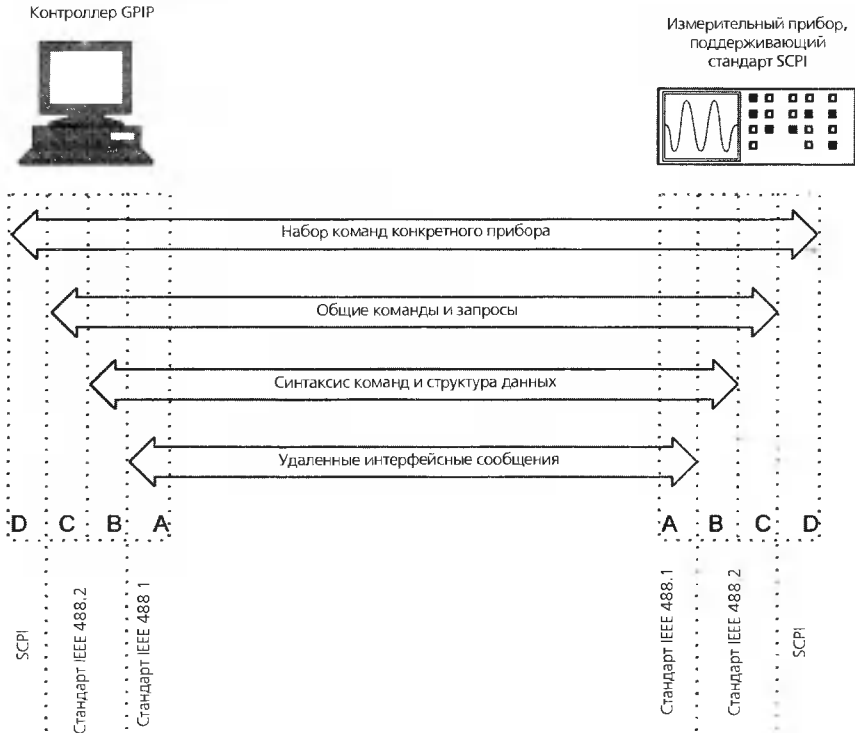 Контроллер GPIP
Измерительный прибор,
поддерживающий
стандарт SCPI
Набор команд конкретного прибора
Общие команды и запросы
Синтаксис команд и структура данных
Удаленные интерфейсные сообщения
D C B A
A B C D
SCPI
Стандарт IEEE 488.2
Стандарт IEEE 488 1
Стандарт IEEE 488.1
Стандарт IEEE 488 2
SCPI